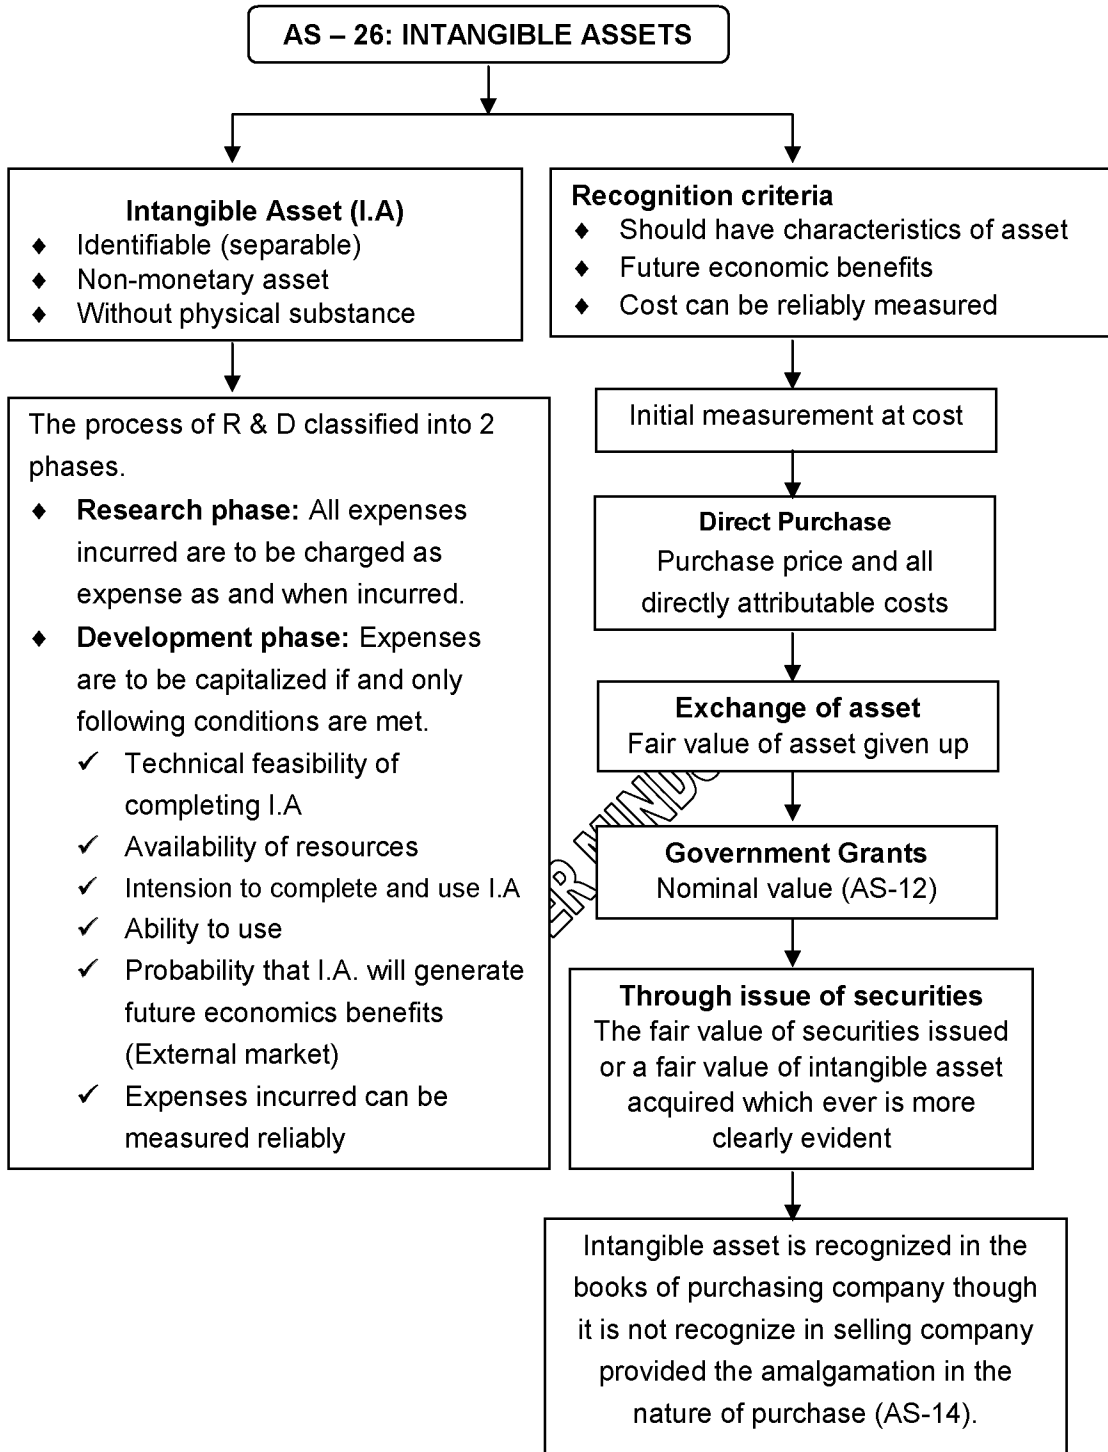 AS – 26: INTANGIBLE ASSETS
Intangible Asset (I.A)
♦ Identifiable (separable)
♦ Non-monetary asset
♦ Without physical substance
The process of R & D classified into 2
phases.
♦ Research phase: All expenses
incurred are to be charged as
expense as and when incurred.
♦ Development phase: Expenses
are to be capitalized if and only
following conditions are met.
✓ Technical feasibility of
completing I.A
✓ Availability of resources
✓ Intension to complete and use I.A
✓ Ability to use
✓ Probability that I.A. will generate
future economics benefits
(External market)
✓ Expenses incurred can be
measured reliably
Recognition criteria
♦ Should have characteristics of asset
♦ Future economic benefits
♦ Cost can be reliably measured
Initial measurement at cost
Direct Purchase
Purchase price and all
directly attributable costs
Exchange of asset
Fair value of asset given up
Government Grants
Nominal value (AS-12)
Through issue of securities
The fair value of securities issued
or a fair value of intangible asset
acquired which ever is more
clearly evident
Intangible asset is recognized in the
books of purchasing company though
it is not recognize in selling company
provided the amalgamation in the
nature of purchase (AS-14).